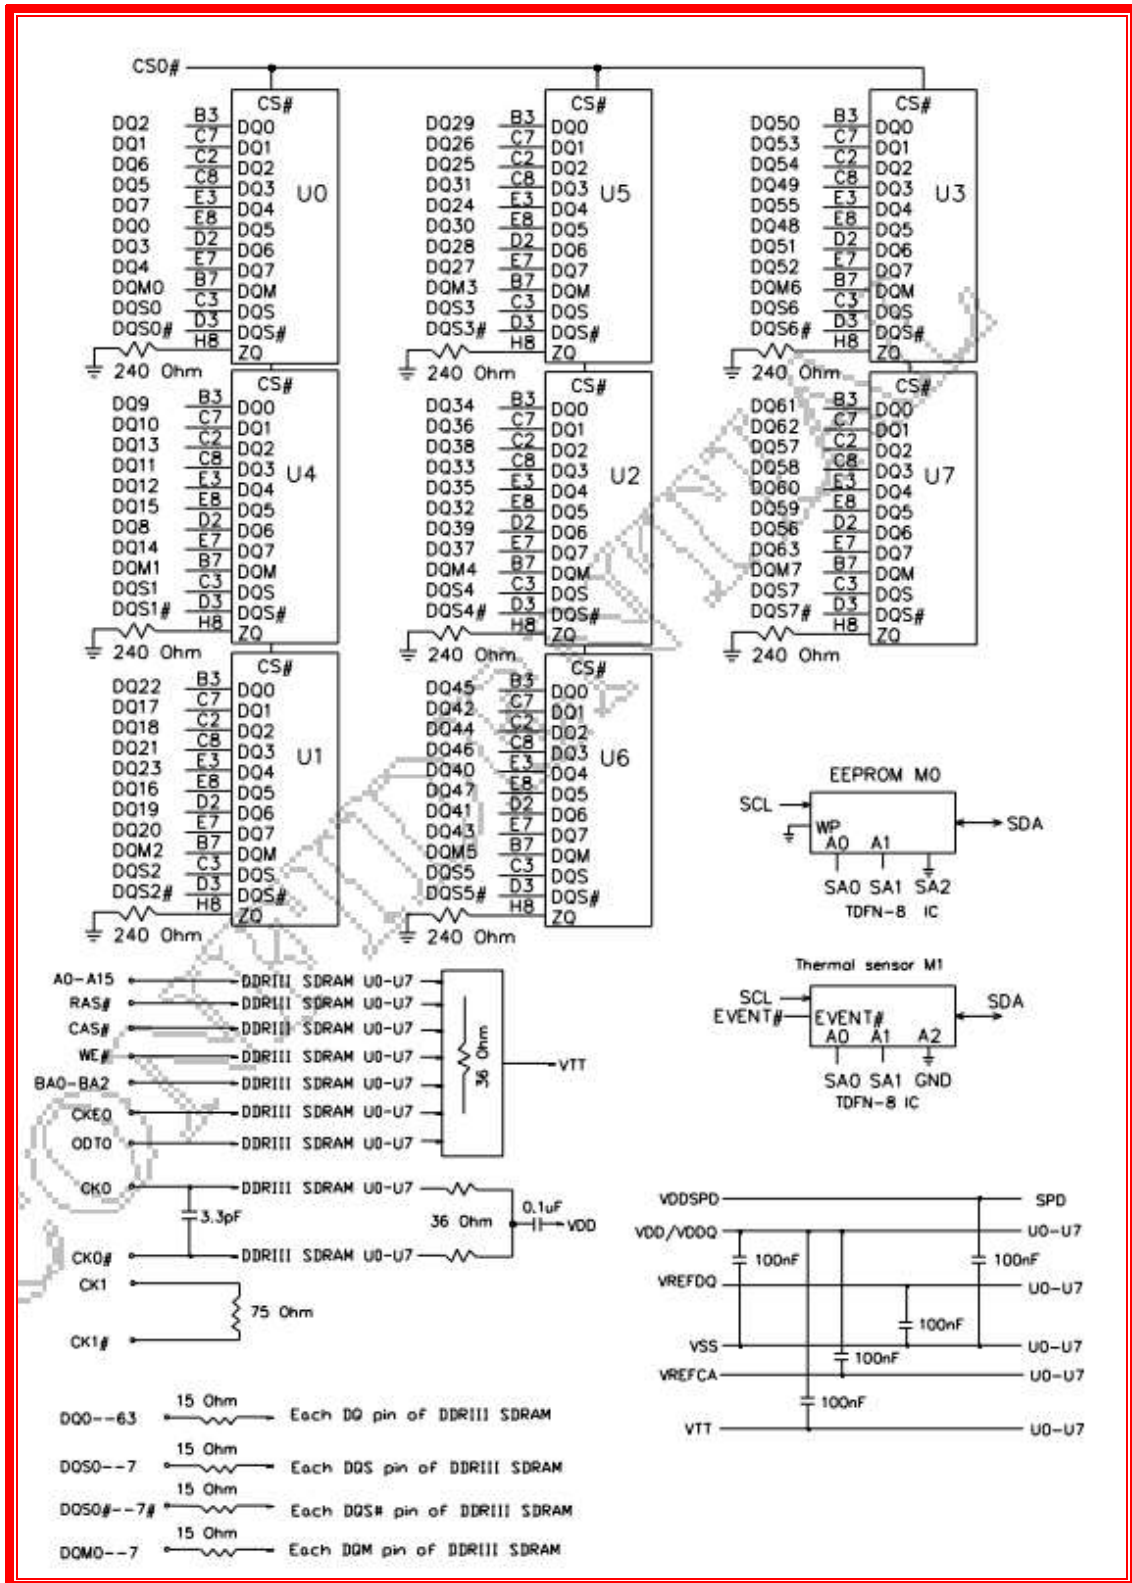 CS0#
CS#
DQ2 B3 DQ0
DQ1 C7 DQ1
DQ6 C2 DQ2
DQ5 C8 DQ3
DQ7 E3 DQ4
DQ0 E8 DQ5
DQ3 D2 DQ6
DQ4 E7 DQ7
DQM0 B7 DQM
DQS0 C3 DQS
DQS0# D3 DQS#
H8 ZQ
U0
240 Ohm
CS#
DQ9 B3 DQ0
DQ10 C7 DQ1
DQ13 C2 DQ2
DQ11 C8 DQ3
DQ12 E3 DQ4
DQ15 E8 DQ5
DQ8 D2 DQ6
DQ14 E7 DQ7
DQM1 B7 DQM
DQS1 C3 DQS
DQS1# D3 DQS#
H8 ZQ
U4
240 Ohm
CS#
DQ22 B3 DQ0
DQ17 C7 DQ1
DQ18 C2 DQ2
DQ21 C8 DQ3
DQ23 E3 DQ4
DQ16 E8 DQ5
DQ19 D2 DQ6
DQ20 E7 DQ7
DQM2 B7 DQM
DQS2 C3 DQS
DQS2# D3 DQS#
H8 ZQ
U1
240 Ohm
CS#
DQ29 B3 DQ0
DQ26 C7 DQ1
DQ25 C2 DQ2
DQ31 C8 DQ3
DQ24 E3 DQ4
DQ30 E8 DQ5
DQ28 D2 DQ6
DQ27 E7 DQ7
DQM3 B7 DQM
DQS3 C3 DQS
DQS3# D3 DQS#
H8 ZQ
U5
240 Ohm
CS#
DQ34 B3 DQ0
DQ36 C7 DQ1
DQ38 C2 DQ2
DQ33 C8 DQ3
DQ35 E3 DQ4
DQ32 E8 DQ5
DQ39 D2 DQ6
DQ37 E7 DQ7
DQM4 B7 DQM
DQS4 C3 DQS
DQS4# D3 DQS#
H8 ZQ
U2
240 Ohm
CS#
DQ45 B3 DQ0
DQ42 C7 DQ1
DQ44 C2 DQ2
DQ46 C8 DQ3
DQ40 E3 DQ4
DQ47 E8 DQ5
DQ41 D2 DQ6
DQ43 E7 DQ7
DQM5 B7 DQM
DQS5 C3 DQS
DQS5# D3 DQS#
H8 ZQ
U6
240 Ohm
CS#
DQ50 B3 DQ0
DQ53 C7 DQ1
DQ54 C2 DQ2
DQ49 C8 DQ3
DQ55 E3 DQ4
DQ48 E8 DQ5
DQ51 D2 DQ6
DQ52 E7 DQ7
DQM6 B7 DQM
DQS6 C3 DQS
DQS6# D3 DQS#
H8 ZQ
U3
240 Ohm
CS#
DQ61 B3 DQ0
DQ62 C7 DQ1
DQ57 C2 DQ2
DQ58 C8 DQ3
DQ60 E3 DQ4
DQ59 E8 DQ5
DQ56 D2 DQ6
DQ63 E7 DQ7
DQM7 B7 DQM
DQS7 C3 DQS
DQS7# D3 DQS#
H8 ZQ
U7
240 Ohm
EEPROM M0
SCL
WP
SDA
A0 A1
SA0 SA1 SA2
TDFN-8 IC
Thermal sensor M1
SCL
SDA
EVENT# EVENT#
A0 A1 A2
SA0 SA1 GND
TDFN-8 IC
A0-A15 DDRIII SDRAM U0-U7
RAS# DDRIII SDRAM U0-U7
CAS# DDRIII SDRAM U0-U7
WE# DDRIII SDRAM U0-U7
BA0-BA2 DDRIII SDRAM U0-U7
CKE0 DDRIII SDRAM U0-U7
ODT0 DDRIII SDRAM U0-U7
36 Ohm
VTT
CK0 DDRIII SDRAM U0-U7
3.3pF
36 Ohm
0.1uF
VDD
CK0# DDRIII SDRAM U0-U7
CK1
75 Ohm
CK1#
VDDSPD SPD
VDD/VDDQ U0-U7
100nF 100nF
VREFDQ U0-U7
100nF
VSS U0-U7
100nF
VREFCA U0-U7
100nF
VTT U0-U7
15 Ohm
DQ0--63 Each DQ pin of DDRIII SDRAM
15 Ohm
DQS0--7 Each DQS pin of DDRIII SDRAM
15 Ohm
DQS0#--7# Each DQS# pin of DDRIII SDRAM
15 Ohm
DQM0--7 Each DQM pin of DDRIII SDRAM